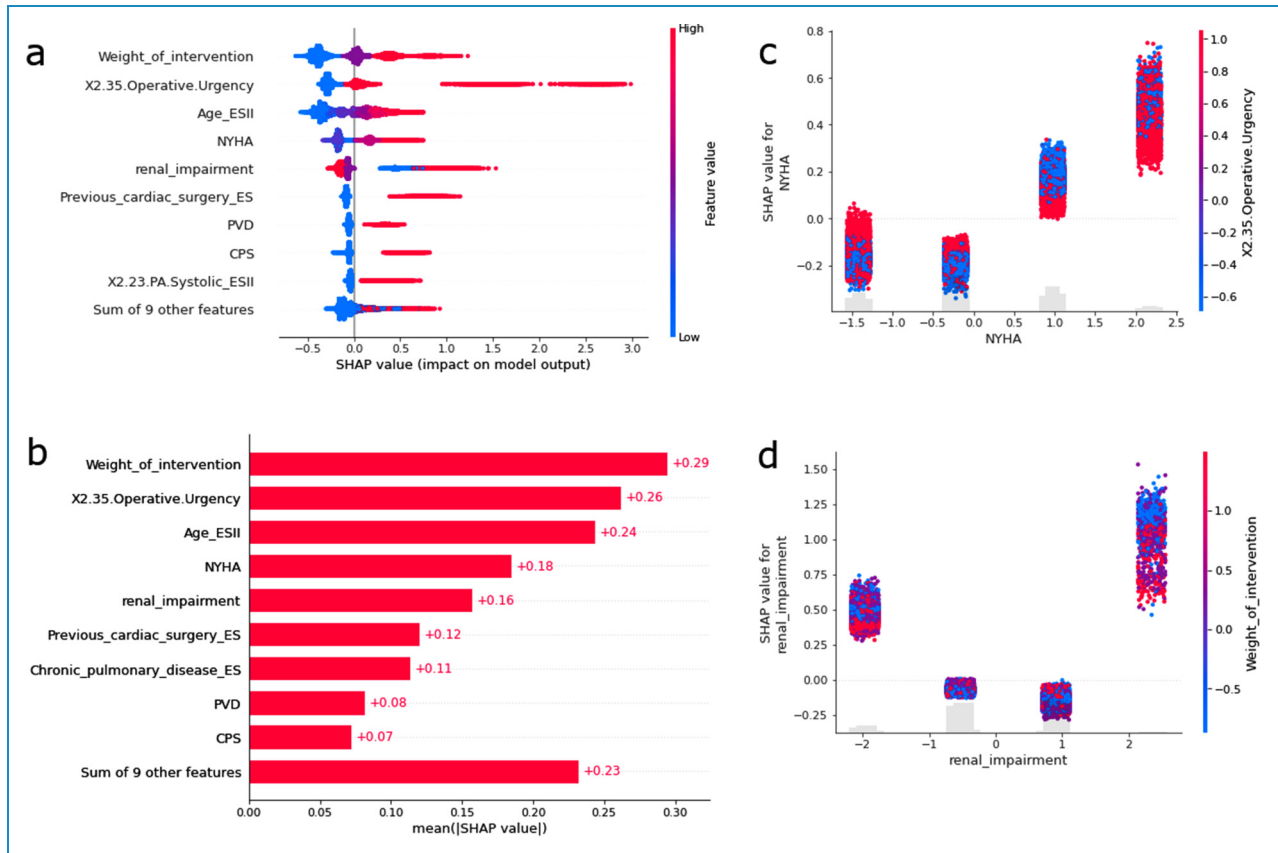 a
High
Weight_of_intervention
X2.35.Operative.Urgency
Age_ESII
NYHA
renal_impairment
Previous_cardiac_surgery_ES
PVD
CPS
X2.23.PA.Systolic_ESII
Sum of 9 other features
Feature value
Low
−0.5 0.0 0.5 1.0 1.5 2.0 2.5 3.0
SHAP value (impact on model output)
c
0.8
0.6
0.4
0.2
0.0
−0.2
SHAP value for
NYHA
−1.5 −1.0 −0.5 0.0 0.5 1.0 1.5 2.0 2.5
NYHA
1.0
0.8
0.6
0.4
0.2
0.0
−0.2
−0.4
−0.6
X2.35.Operative.Urgency
b
Weight_of_intervention +0.29
X2.35.Operative.Urgency +0.26
Age_ESII +0.24
NYHA +0.18
renal_impairment +0.16
Previous_cardiac_surgery_ES +0.12
Chronic_pulmonary_disease_ES +0.11
PVD +0.08
CPS +0.07
Sum of 9 other features +0.23
0.00 0.05 0.10 0.15 0.20 0.25 0.30
mean(|SHAP value|)
d
1.50
1.25
1.00
0.75
0.50
0.25
0.00
−0.25
SHAP value for
renal_impairment
−2 −1 0 1 2
renal_impairment
1.0
0.5
0.0
−0.5
Weight_of_intervention